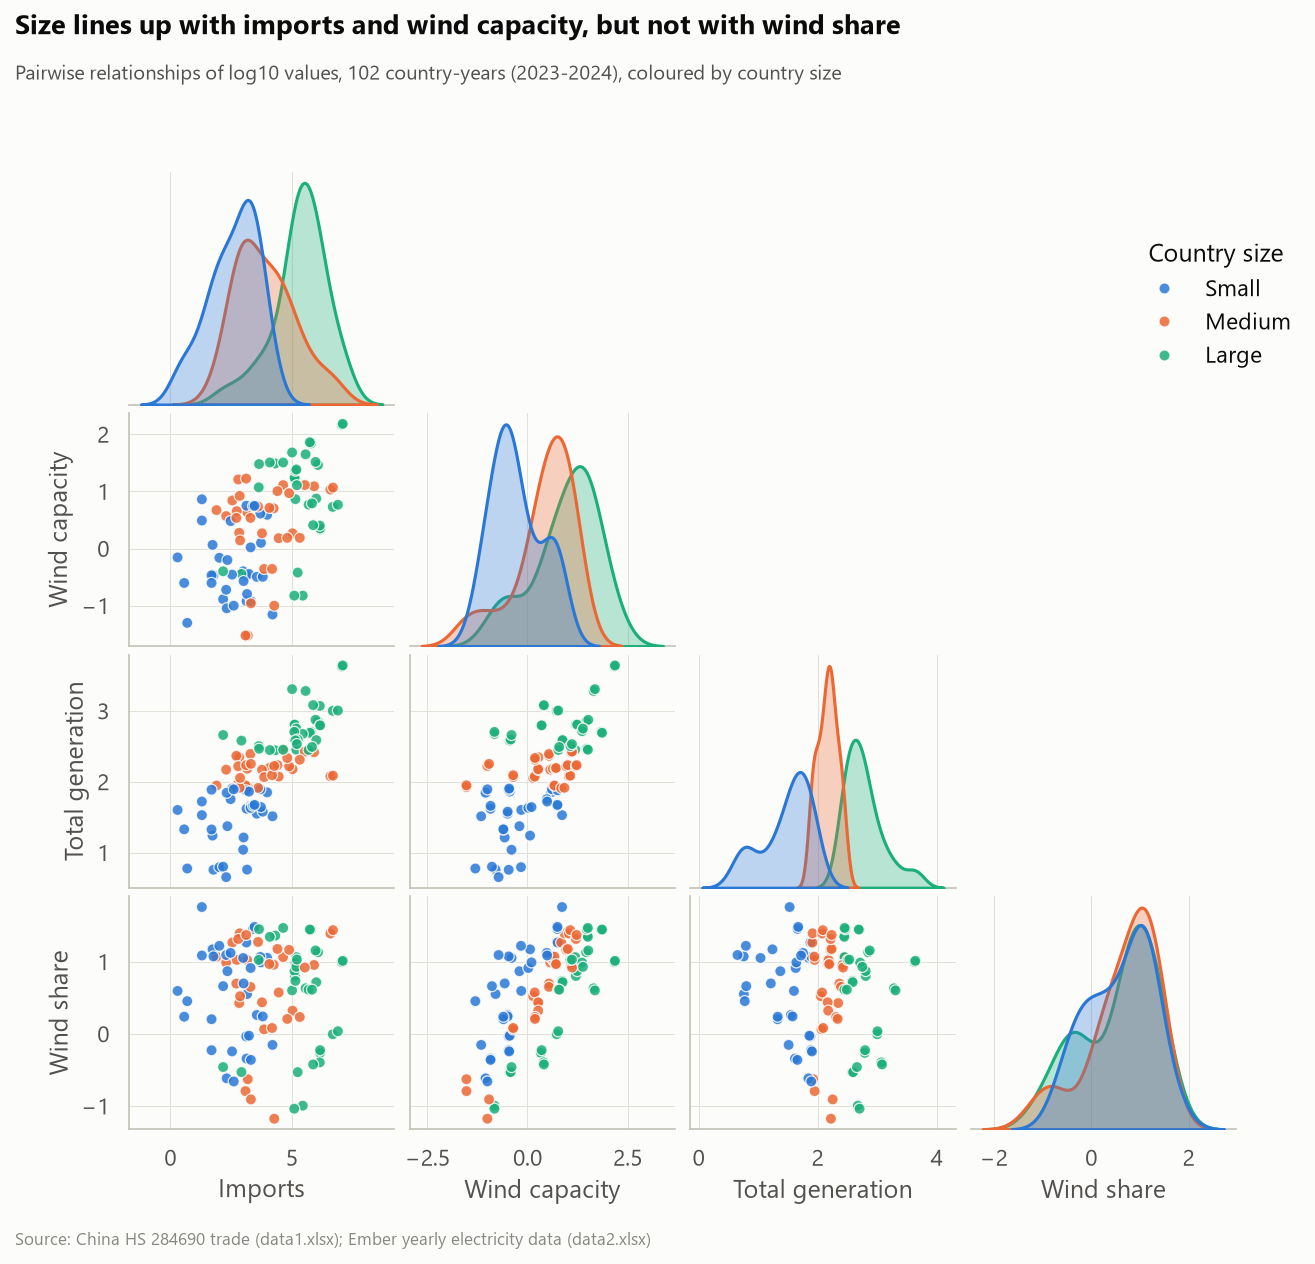 Size lines up with imports and wind capacity, but not with wind share
Pairwise relationships of log10 values, 102 country-years (2023-2024), coloured by country size
Country size
Small
Medium
Large
Wind capacity
2
1
0
−1
Total generation
3
2
1
Wind share
1
0
−1
0 5
−2.5 0.0 2.5
0 2 4
−2 0 2
Imports
Wind capacity
Total generation
Wind share
Source: China HS 284690 trade (data1.xlsx); Ember yearly electricity data (data2.xlsx)